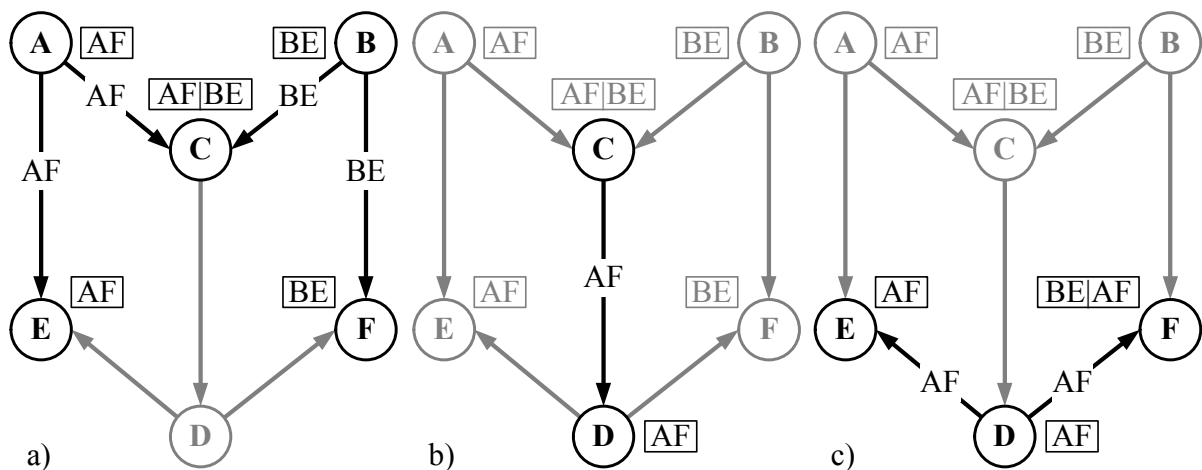 A AF BE B
AF AF|BE BE
C
AF BE
AF BE
E F
D
a)
A AF BE B
AF|BE
C
AF
AF BE
E F
D AF
b)
A AF BE B
AF|BE
C
AF BE|AF
E F
AF AF
D AF
c)